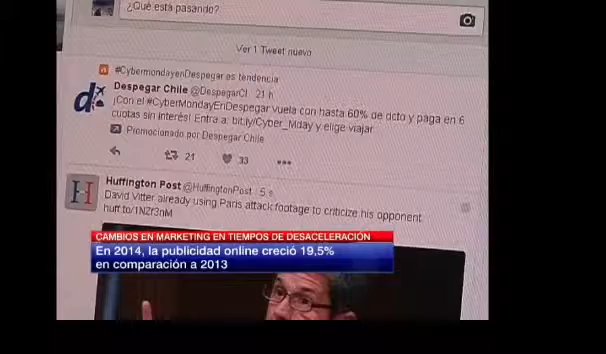 ¿Qué está pasando?
Ver 1 Tweet nuevo
#CybermondayenDespegar es tendencia
Despegar Chile @DespegarCl 21 h
¡Con el #CyberMondayEnDespegar vuela con hasta 60% de dcto y paga en 6
cuotas sin interés! Entra a: bit.ly/Cyber_Mday y elige viajar.
Promocionado por Despegar Chile
21 33
Huffington Post @HuffingtonPost 5 s
David Vitter already using Paris attack footage to criticize his opponent
huff.to/1NZr3nM
CAMBIOS EN MARKETING EN TIEMPOS DE DESACELERACIÓN
En 2014, la publicidad online creció 19,5%
en comparación a 2013